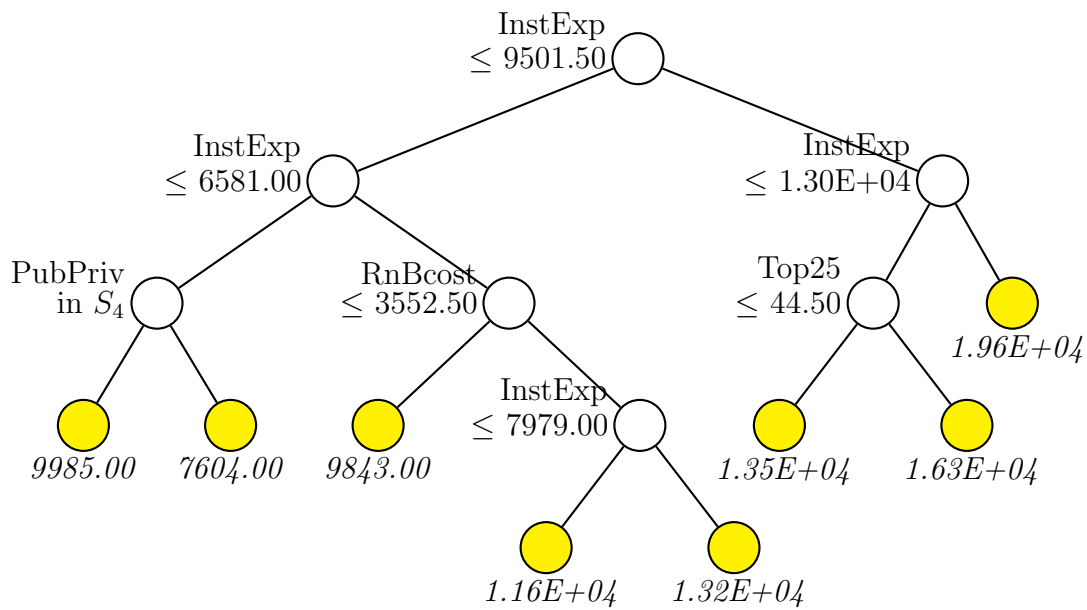 InstExp
≤ 9501.50
InstExp
≤ 6581.00
InstExp
≤ 1.30E+04
PubPriv
in S₄
RnBcost
≤ 3552.50
Top25
≤ 44.50
1.96E+04
9985.00
7604.00
9843.00
InstExp
≤ 7979.00
1.35E+04
1.63E+04
1.16E+04
1.32E+04